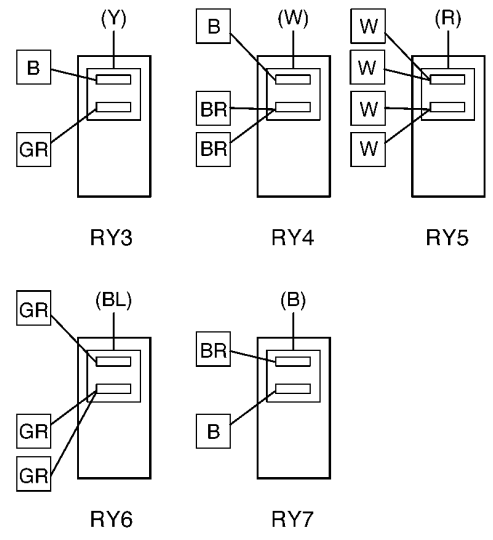 (Y) (W) (R)
B B W
W
GR BR W
BR W
RY3 RY4 RY5
(BL) (B)
GR
BR
GR B
GR
RY6 RY7